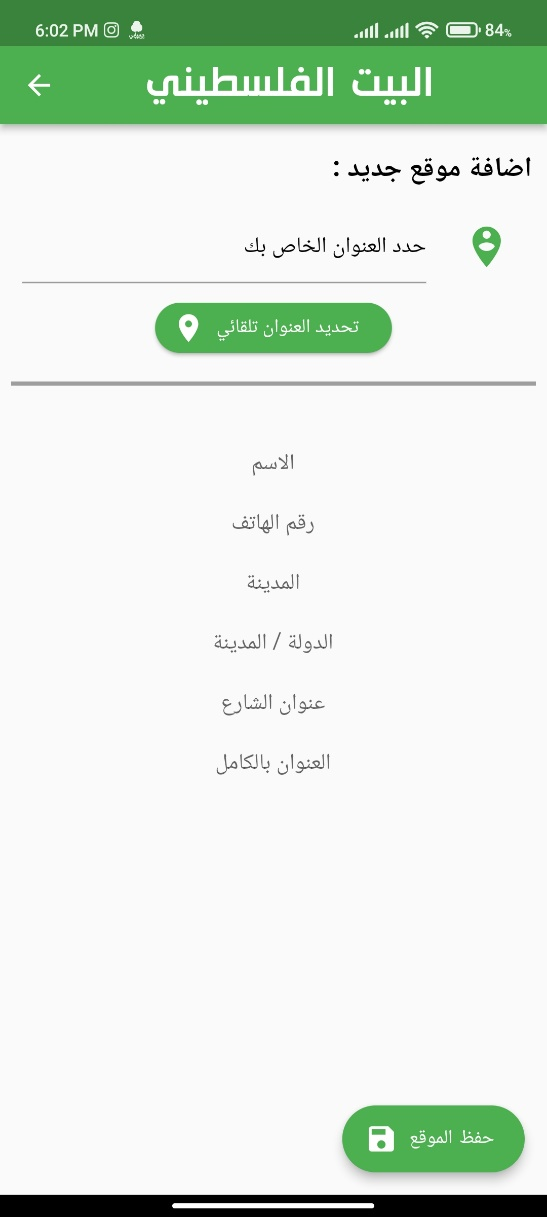 6:02 PM 84%
البيت الفلسطيني
اضافة موقع جديد :
حدد العنوان الخاص بك
تحديد العنوان تلقائي
الاسم
رقم الهاتف
المدينة
الدولة / المدينة
عنوان الشارع
العنوان بالكامل
حفظ الموقع